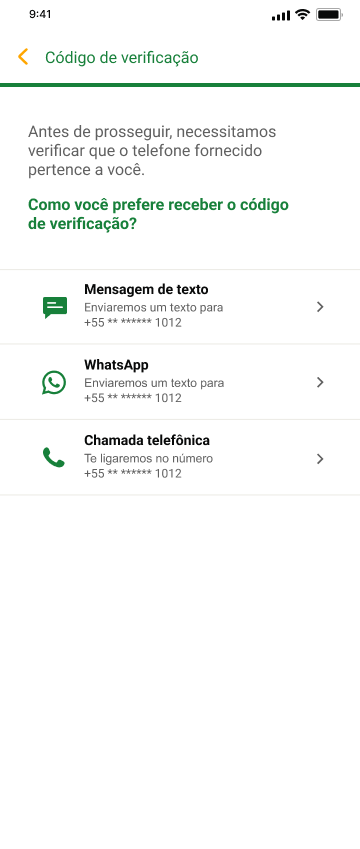 9:41
Código de verificação
Antes de prosseguir, necessitamos
verificar que o telefone fornecido
pertence a você.
Como você prefere receber o código
de verificação?
Mensagem de texto
Enviaremos um texto para
+55 ** ****** 1012
WhatsApp
Enviaremos um texto para
+55 ** ****** 1012
Chamada telefônica
Te ligaremos no número
+55 ** ****** 1012